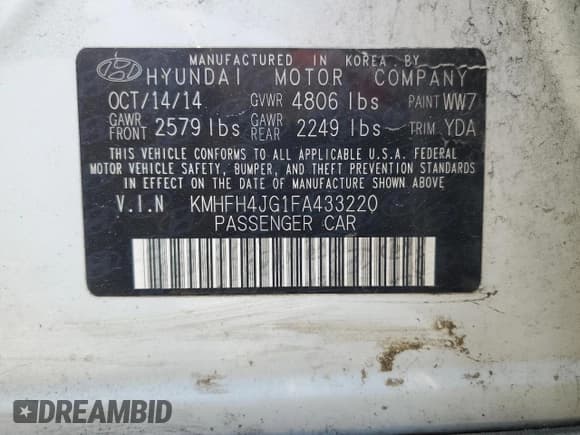 MANUFACTURED IN KOREA BY
HYUNDAI MOTOR COMPANY
OCT/14/14 GVWR 4806 lbs PAINT WW7
GAWR FRONT 2579 lbs GAWR REAR 2249 lbs TRIM YDA
THIS VEHICLE CONFORMS TO ALL APPLICABLE U.S.A. FEDERAL
MOTOR VEHICLE SAFETY, BUMPER, AND THEFT PREVENTION STANDARDS
IN EFFECT ON THE DATE OF MANUFACTURE SHOWN ABOVE.
V.I.N KMHFH4JG1FA433220
PASSENGER CAR
DREAMBID